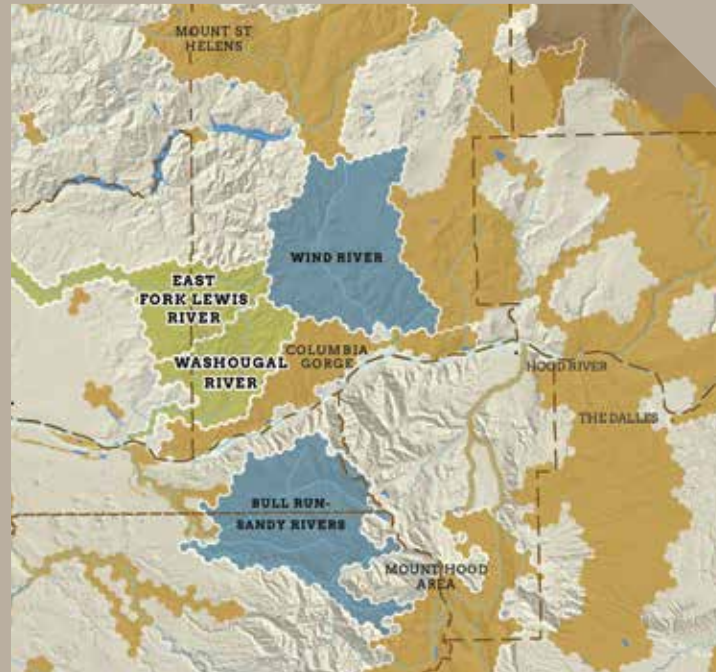 MOUNT ST
HELENS
WIND RIVER
EAST
FORK LEWIS
RIVER
WASHOUGAL
RIVER
COLUMBIA
GORGE
HOOD RIVER
THE DALLES
BULL RUN-
SANDY RIVERS
MOUNT HOOD
AREA